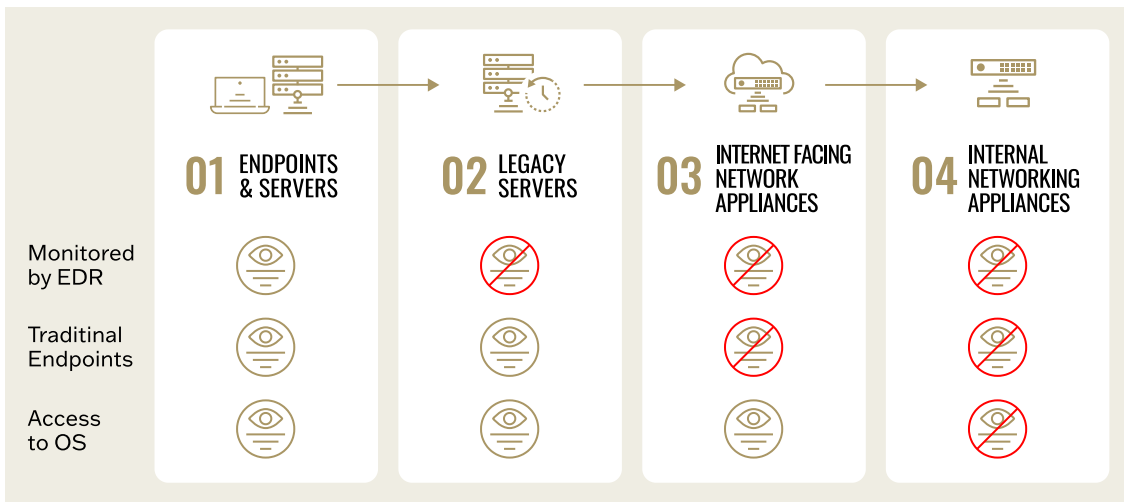 01 ENDPOINTS
& SERVERS
02 LEGACY
SERVERS
03 INTERNET FACING
NETWORK
APPLIANCES
04 INTERNAL
NETWORKING
APPLIANCES
Monitored
by EDR
Traditinal
Endpoints
Access
to OS